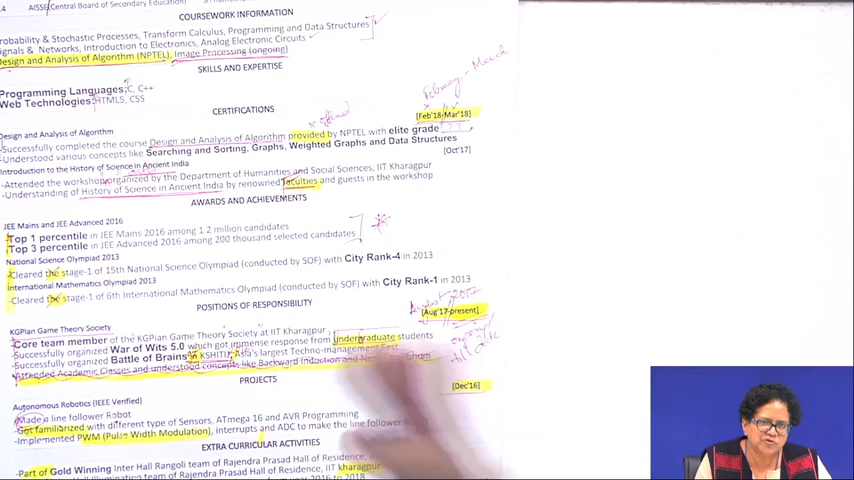 AISSE(Central Board of Secondary Education)
COURSEWORK INFORMATION
Probability & Stochastic Processes, Transform Calculus, Programming and Data Structures
Signals & Networks, Introduction to Electronics, Analog Electronic Circuits
Design and Analysis of Algorithm (NPTEL), Image Processing (ongoing)
SKILLS AND EXPERTISE
February - March
Programming Languages: C, C++
Web Technologies: HTML5, CSS
CERTIFICATIONS
x offered
[Feb'18-Mar'18]
Design and Analysis of Algorithm
-Successfully completed the course Design and Analysis of Algorithm provided by NPTEL with elite grade
-Understood various concepts like Searching and Sorting, Graphs, Weighted Graphs and Data Structures
Introduction to the History of Science in Ancient India
[Oct'17]
-Attended the workshop organized by the Department of Humanities and Social Sciences, IIT Kharagpur
-Understanding of History of Science in Ancient India by renowned faculties and guests in the workshop
AWARDS AND ACHIEVEMENTS
JEE Mains and JEE Advanced 2016
Top 1 percentile in JEE Mains 2016 among 1 2 million candidates
Top 3 percentile in JEE Advanced 2016 among 200 thousand selected candidates
National Science Olympiad 2013
Cleared the stage-1 of 15th National Science Olympiad (conducted by SOF) with City Rank-4 in 2013
International Mathematics Olympiad 2013
Cleared the stage-1 of 6th International Mathematics Olympiad (conducted by SOF) with City Rank-1 in 2013
POSITIONS OF RESPONSIBILITY
August 2017
[Aug'17-present]
KGPian Game Theory Society
Core team member of the KGPian Game Theory Society at IIT Kharagpur
-Successfully organized War of Wits 5.0 which got immense response from undergraduate students
-Successfully organized Battle of Brains in KSHITIJ, Asia's largest Techno-management Fest
-Attended Academic Classes and understood concepts like Backward Induction and
PROJECTS
[Dec'16]
Autonomous Robotics (IEEE Verified)
Made a line follower Robot
-Got familiarized with different type of Sensors, ATmega 16 and AVR Programming
-Implemented PWM (Pulse Width Modulation), interrupts and ADC to make the line follower
EXTRA CURRICULAR ACTIVITIES
-Part of Gold Winning Inter Hall Rangoli team of Rajendra Prasad Hall of Residence, IIT kharagpur
team of Rajendra Prasad Hall of Residence, IIT